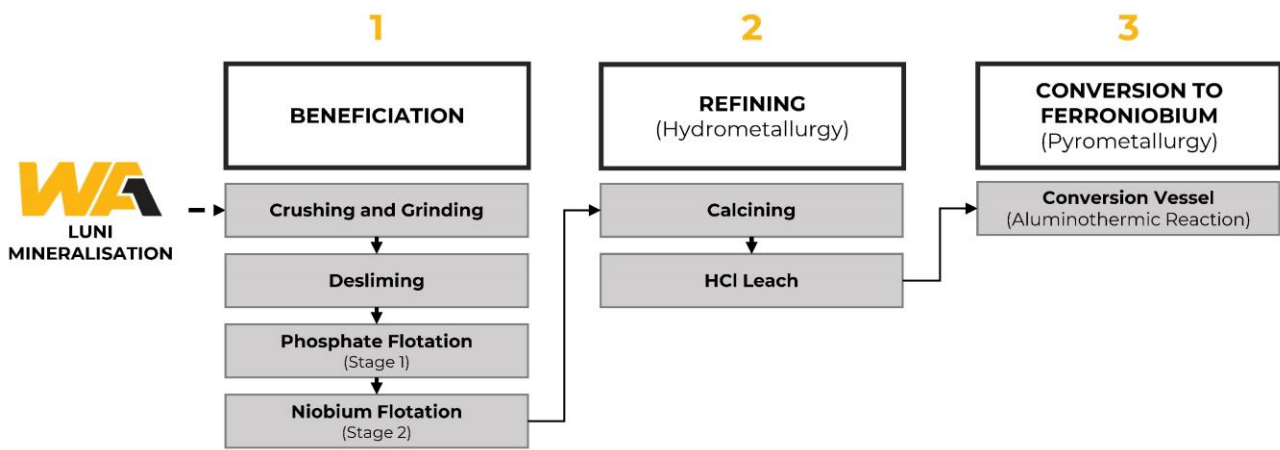 1
2
3
BENEFICIATION
REFINING
(Hydrometallurgy)
CONVERSION TO
FERRONIOBIUM
(Pyrometallurgy)
WA1
LUNI
MINERALISATION
Crushing and Grinding
Desliming
Phosphate Flotation
(Stage 1)
Niobium Flotation
(Stage 2)
Calcining
HCl Leach
Conversion Vessel
(Aluminothermic Reaction)